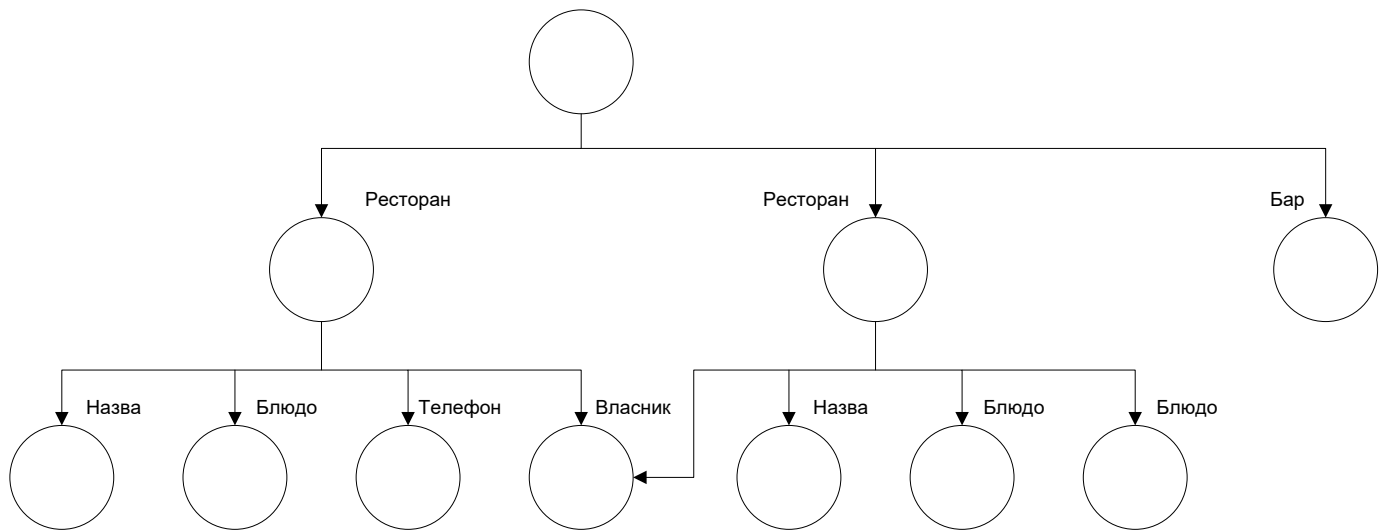 Ресторан
Ресторан
Бар
Назва
Блюдо
Телефон
Власник
Назва
Блюдо
Блюдо